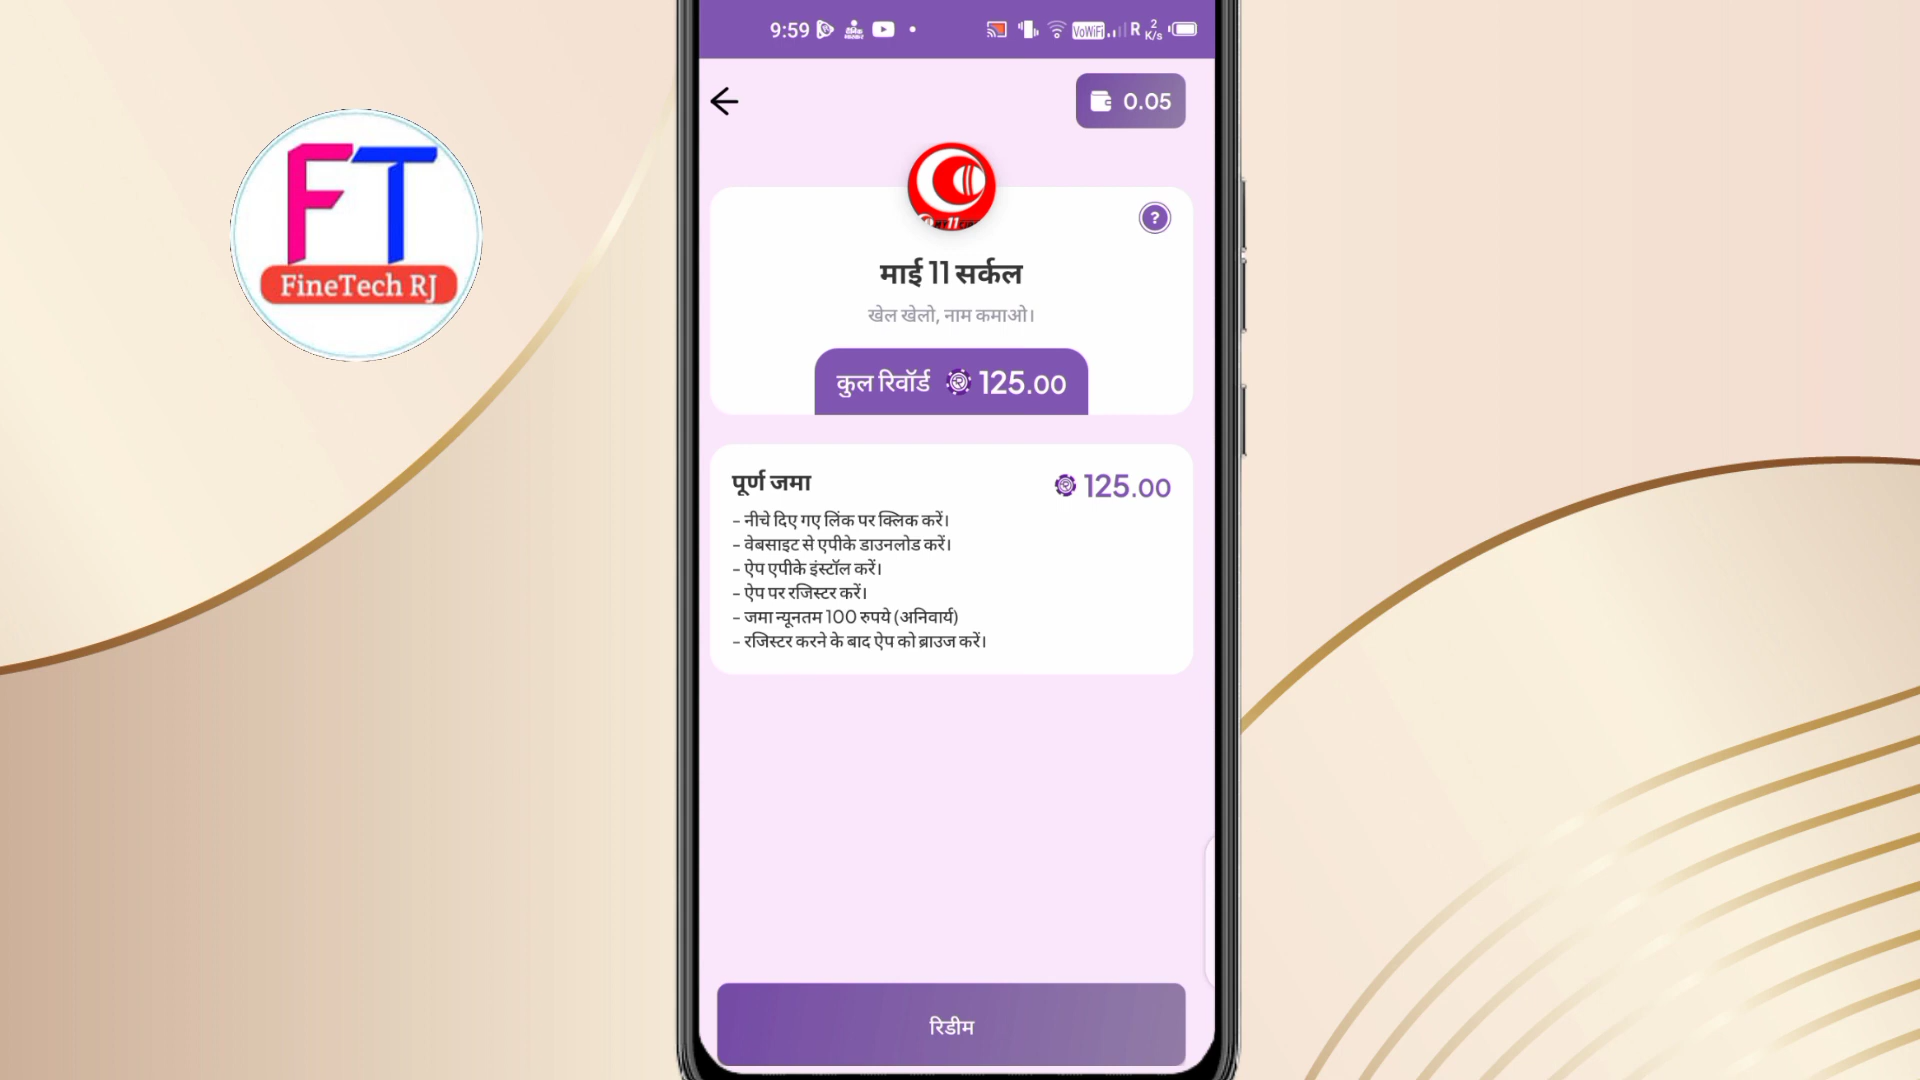 FT
FineTech RJ
9:59
VoWiFi R 2 K/s
0.05
?
माई 11 सर्कल
खेल खेलो, नाम कमाओ।
कुल रिवॉर्ड 125.00
पूर्ण जमा 125.00
– नीचे दिए गए लिंक पर क्लिक करें।
– वेबसाइट से एपीके डाउनलोड करें।
– ऐप एपीके इंस्टॉल करें।
– ऐप पर रजिस्टर करें।
– जमा न्यूनतम 100 रुपये (अनिवार्य)
– रजिस्टर करने के बाद ऐप को ब्राउज करें।
रिडीम